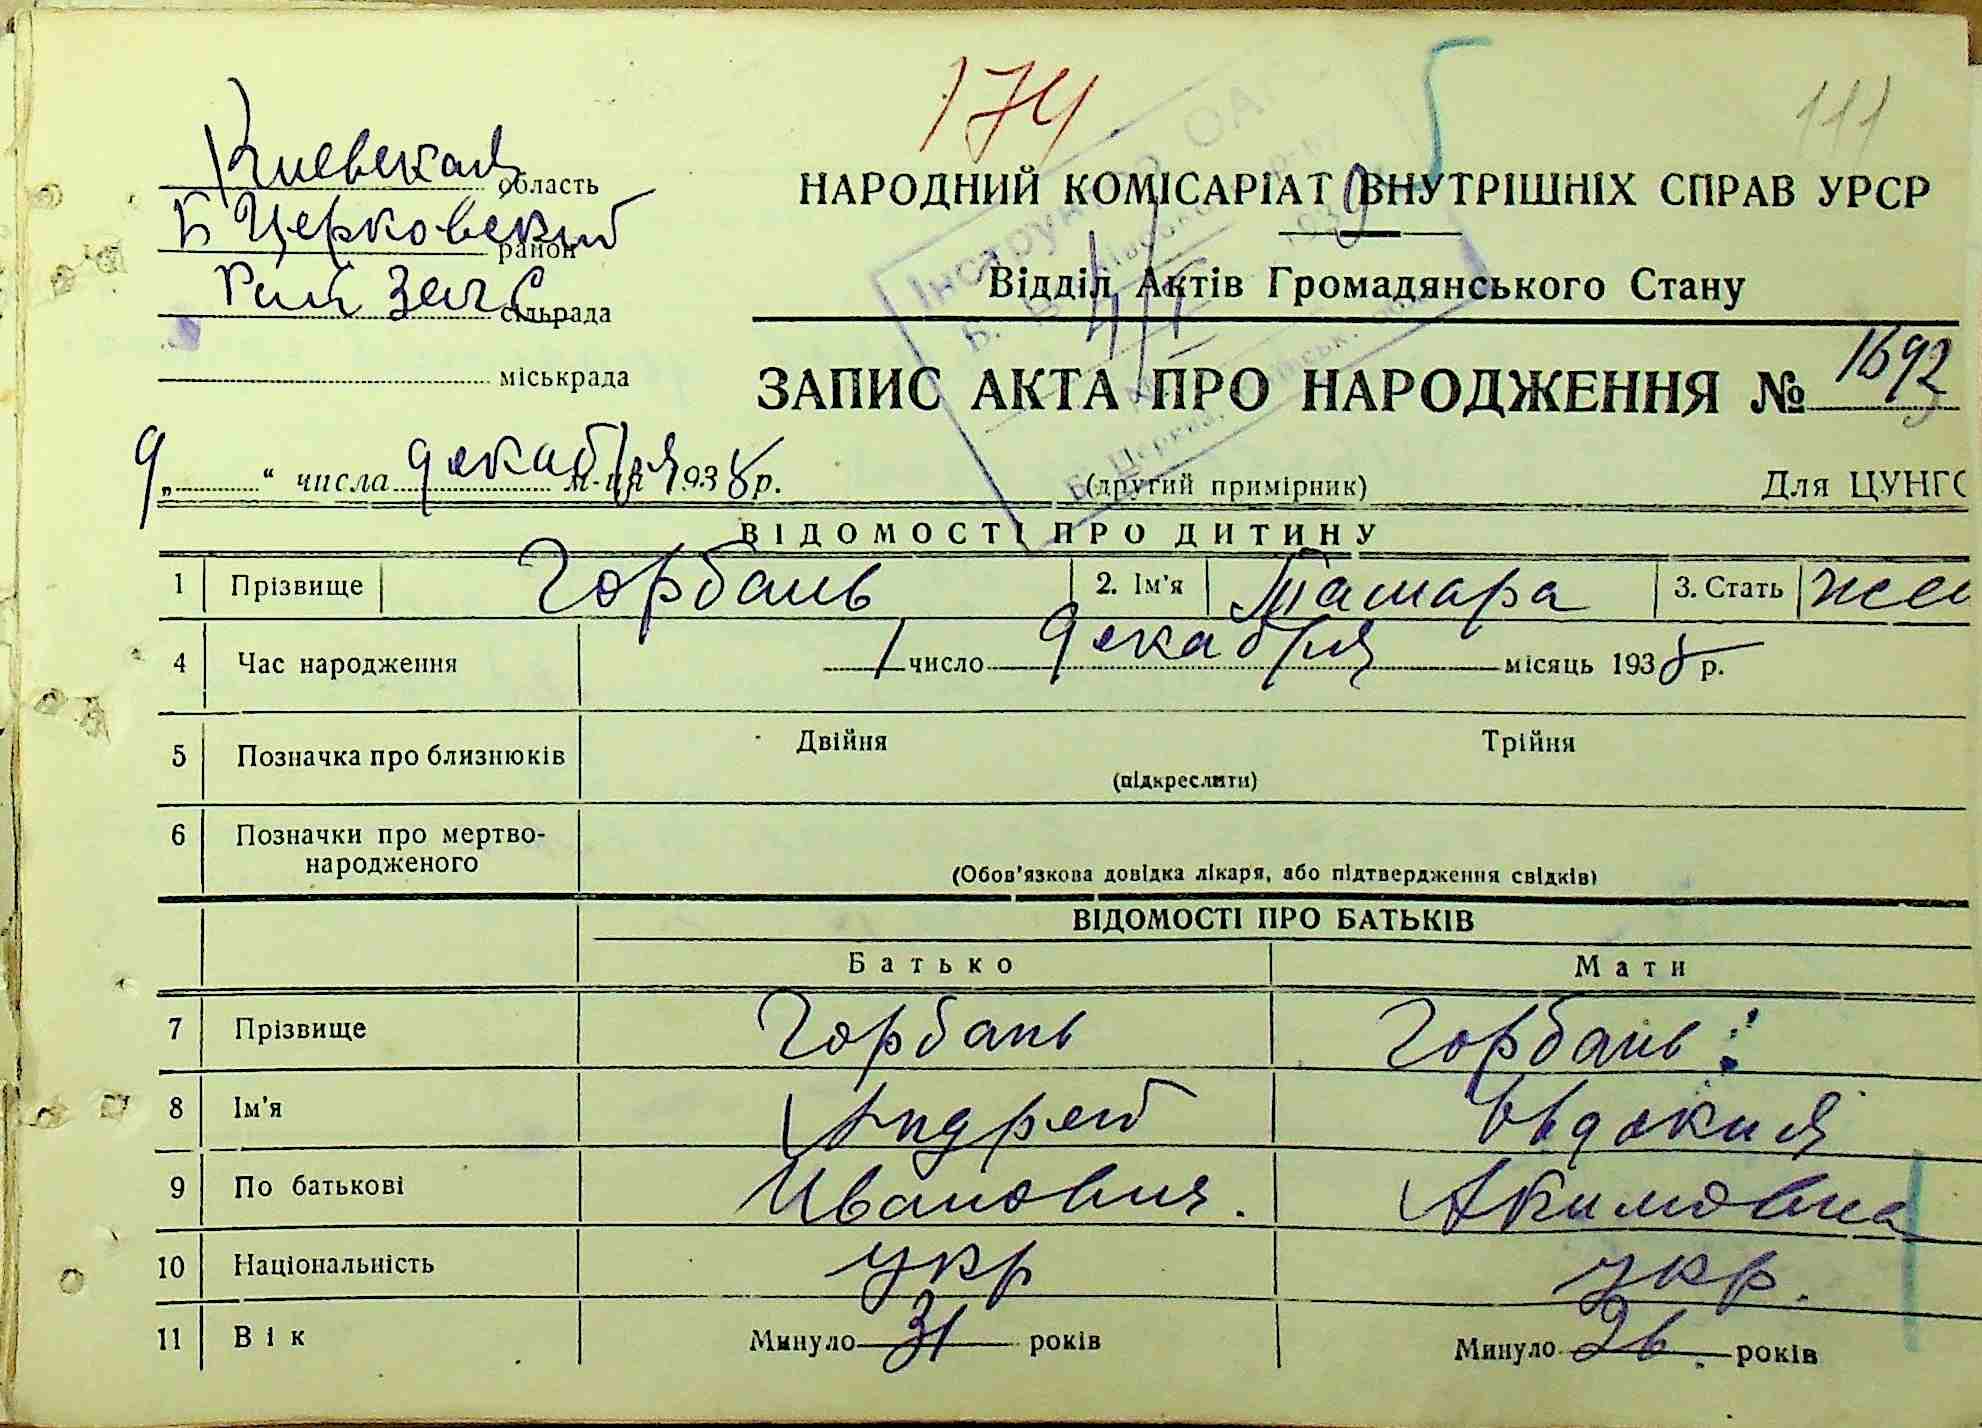 174
111
Киевская область
Б Церковский район
Рай Загс сільрада
міськрада
НАРОДНИЙ КОМІСАРІАТ ВНУТРІШНІХ СПРАВ УРСР
Відділ Актів Громадянського Стану
ЗАПИС АКТА ПРО НАРОДЖЕННЯ № 1693
„9“ числа декабря м-ця 1938 р.
(другий примірник)
Для ЦУНГО
ВІДОМОСТІ ПРО ДИТИНУ
1 Прізвище Горбань 2. Ім'я Тамара 3. Стать жен
4 Час народження 1 число декабря місяць 1938 р.
5 Позначка про близнюків Двійня Трійня
(підкреслити)
6 Позначки про мертво-
народженого
(Обов'язкова довідка лікаря, або підтвердження свідків)
ВІДОМОСТІ ПРО БАТЬКІВ
Батько Мати
7 Прізвище Горбань Горбань
8 Ім'я Андрей Евдокия
9 По батькові Иванович. Акимовна
10 Національність укр укр.
11 Вік Минуло 31 років Минуло 26 років